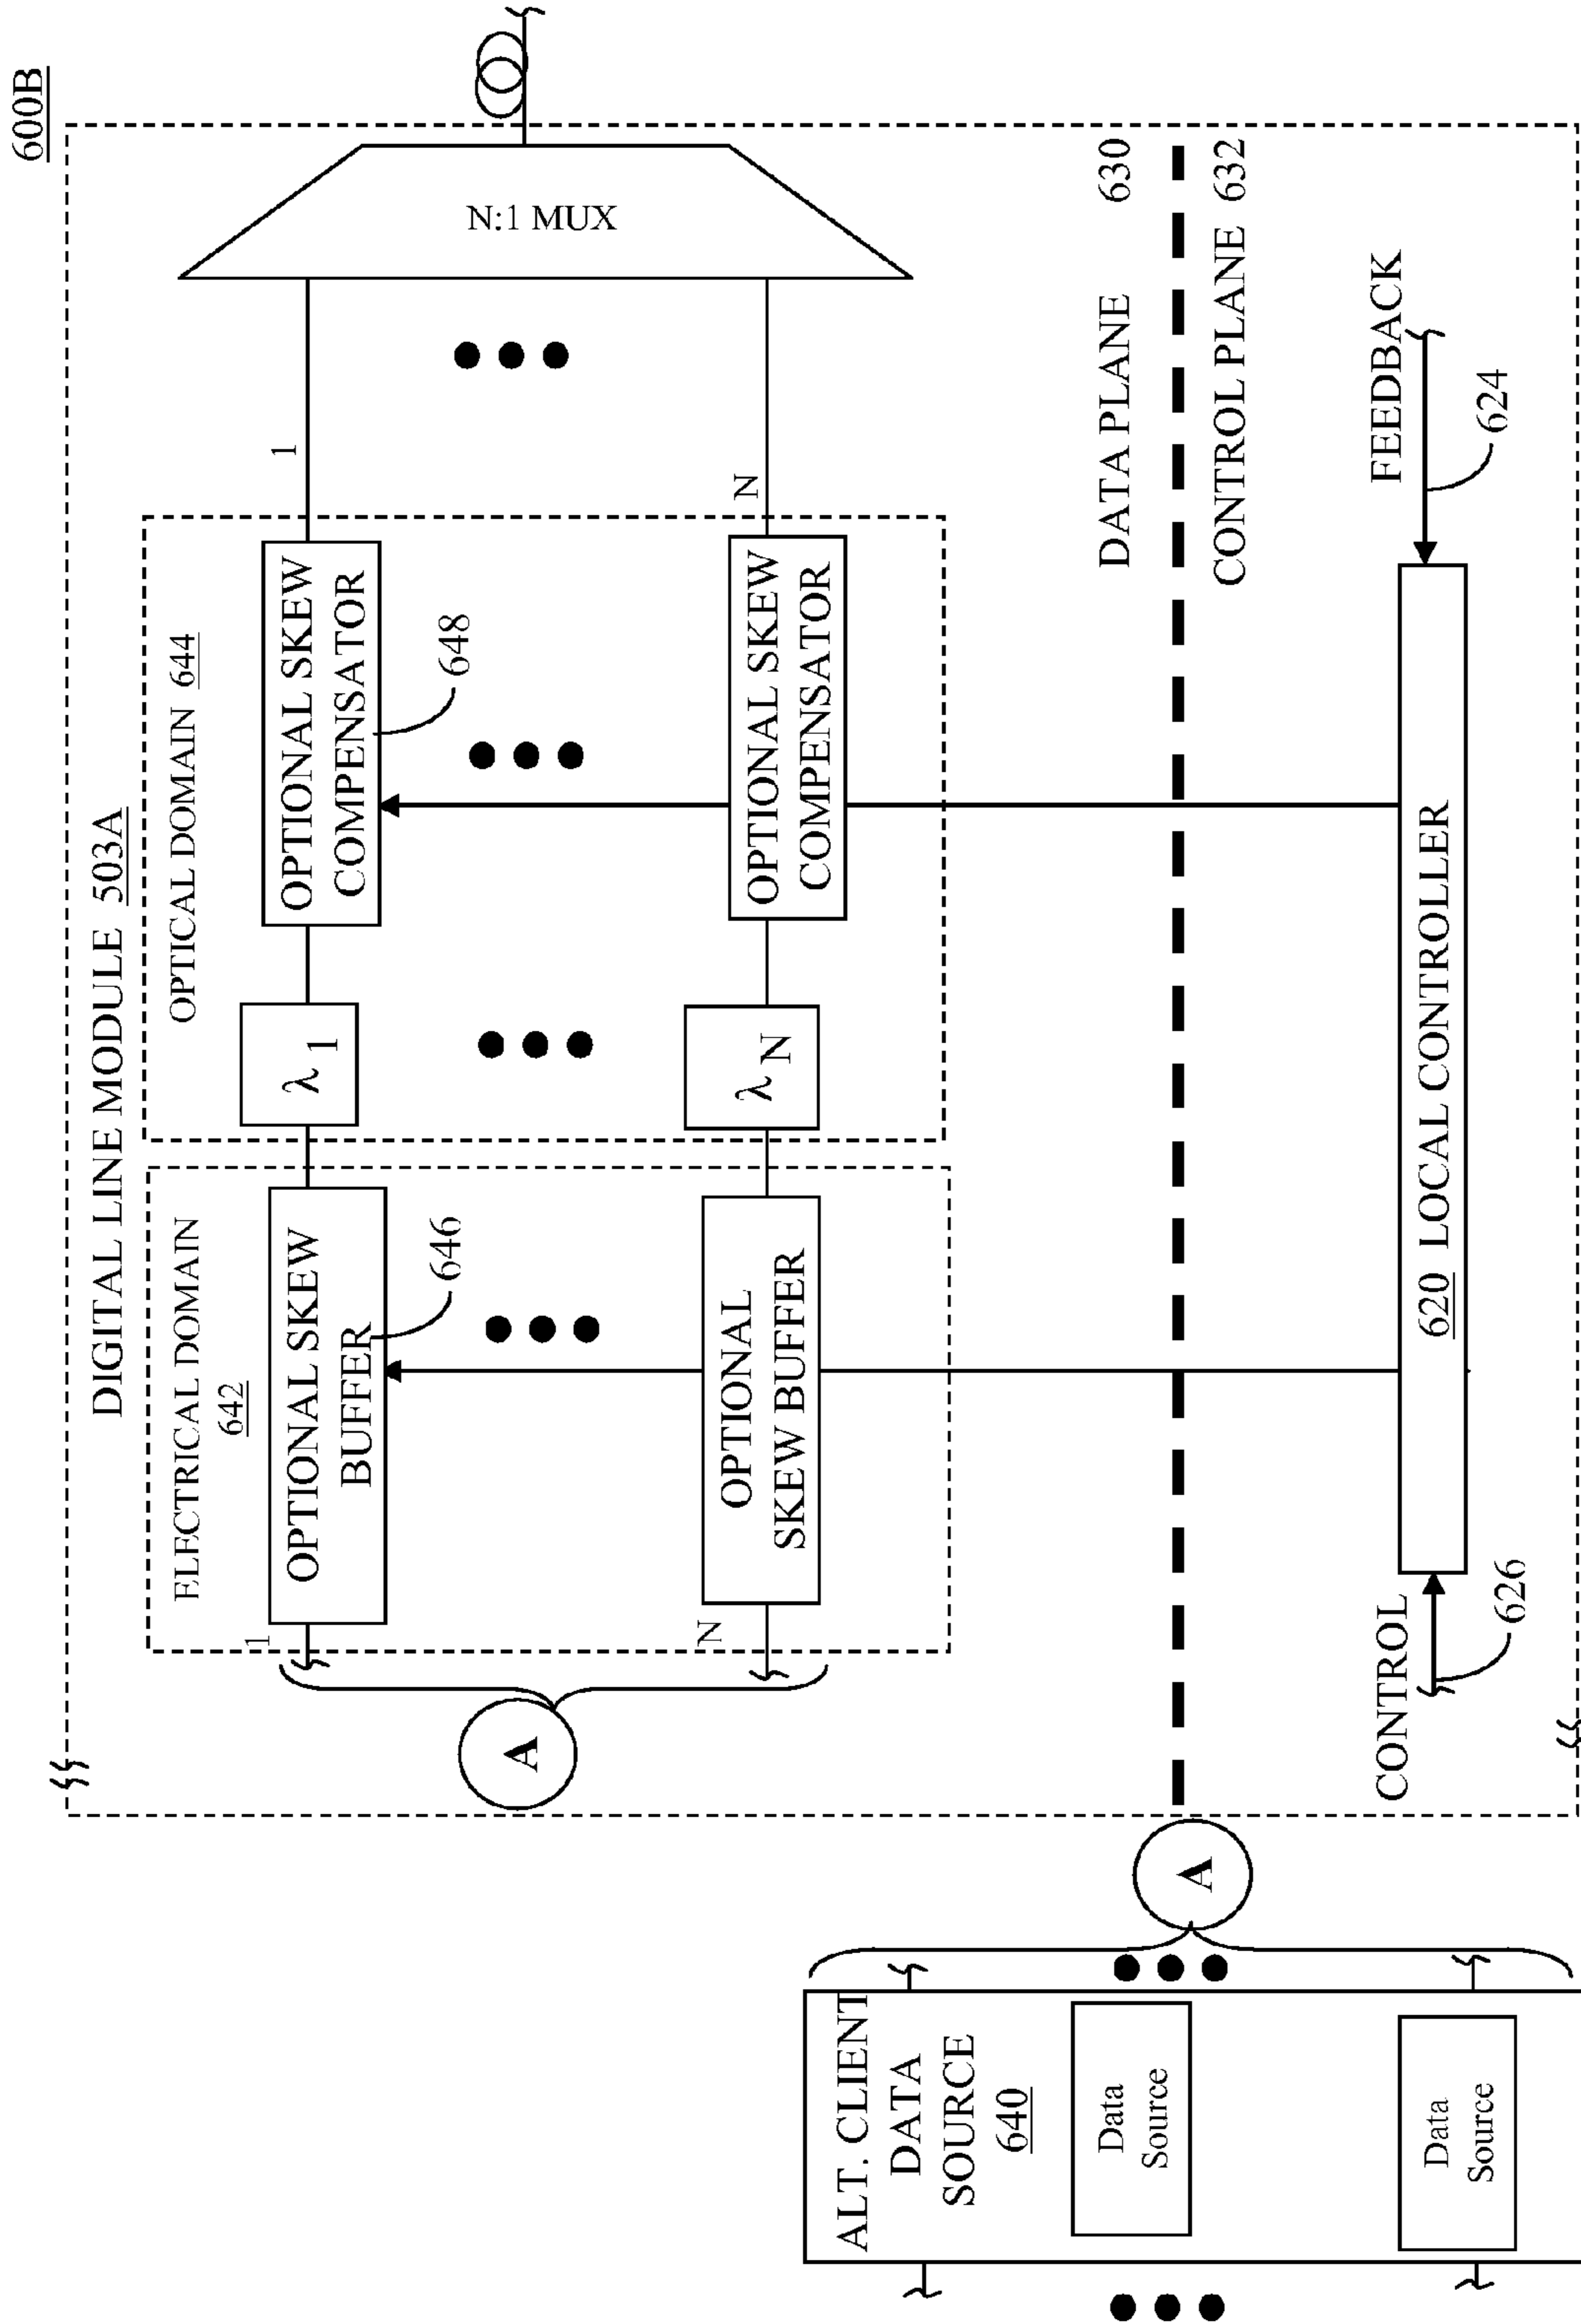 600B
DIGITAL LINE MODULE 503A
ELECTRICAL DOMAIN
642
OPTICAL DOMAIN 644
1
OPTIONAL SKEW
BUFFER
646
λ 1
OPTIONAL SKEW
COMPENSATOR
648
1
N:1 MUX
A
N
OPTIONAL
SKEW BUFFER
λ N
OPTIONAL SKEW
COMPENSATOR
N
DATA PLANE 630
CONTROL PLANE 632
CONTROL
626
620 LOCAL CONTROLLER
FEEDBACK
624
ALT. CLIENT
DATA
SOURCE
640
Data
Source
Data
Source
A